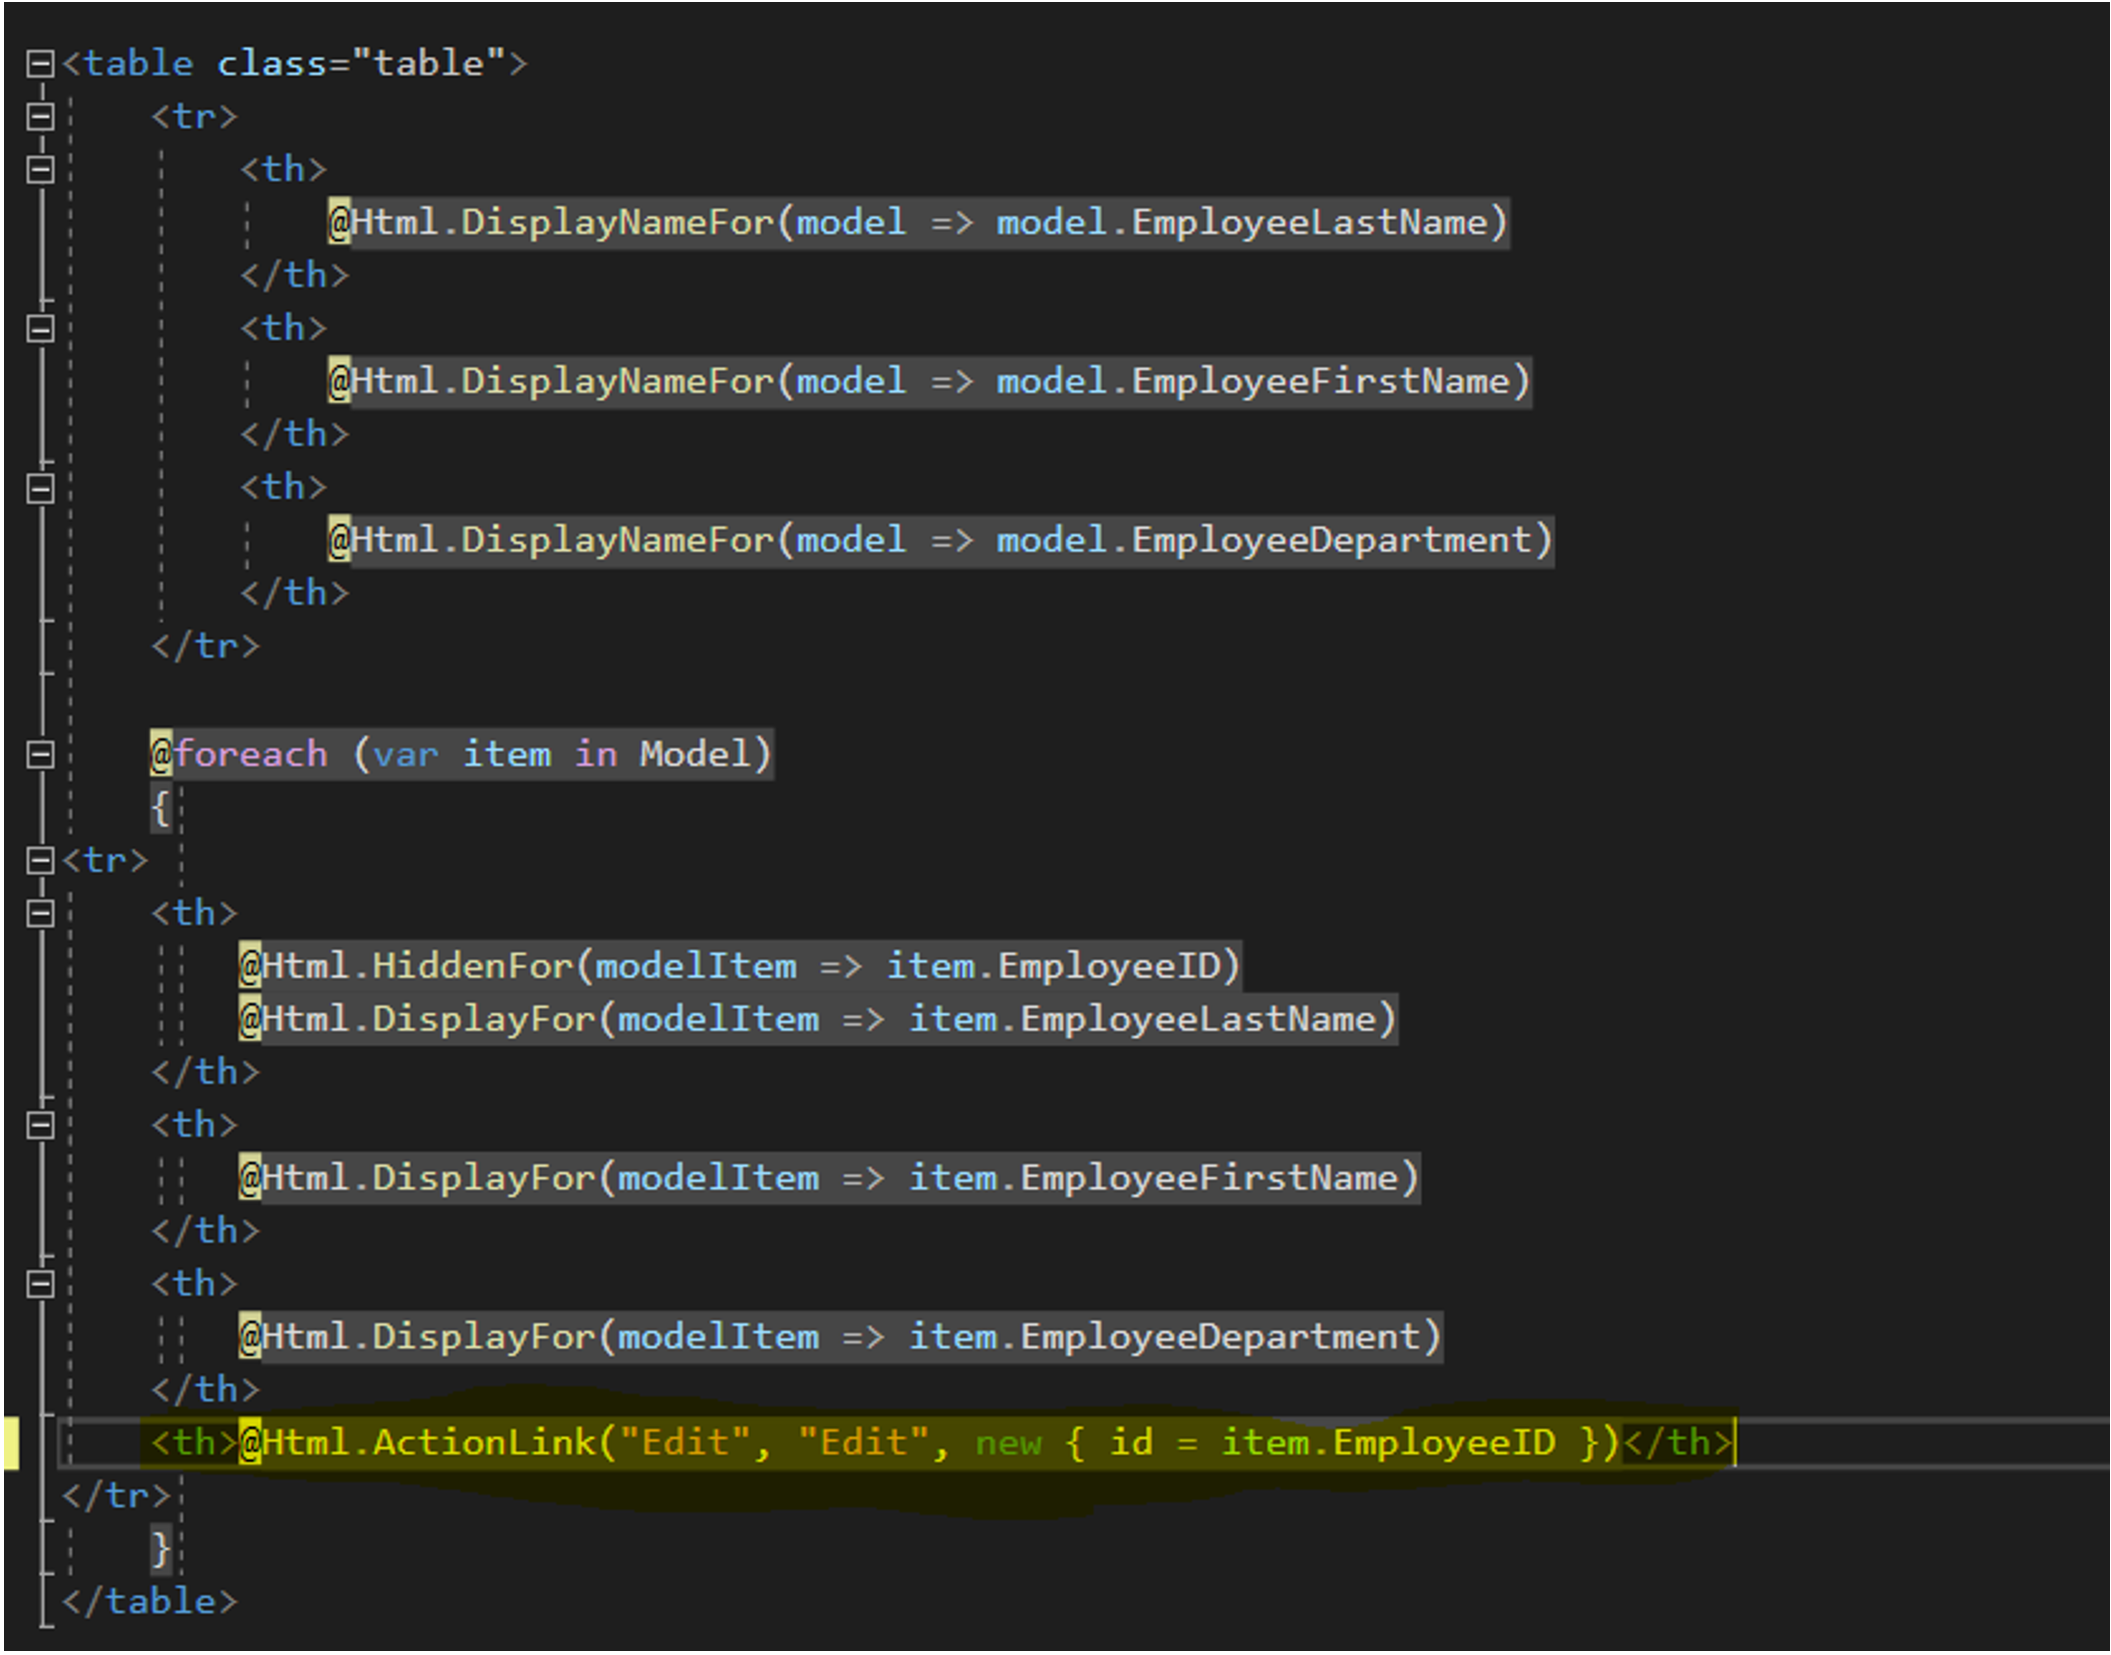 <table class="table">
<tr>
<th>
@Html.DisplayNameFor(model => model.EmployeeLastName)
</th>
<th>
@Html.DisplayNameFor(model => model.EmployeeFirstName)
</th>
<th>
@Html.DisplayNameFor(model => model.EmployeeDepartment)
</th>
</tr>
@foreach (var item in Model)
{
<tr>
<th>
@Html.HiddenFor(modelItem => item.EmployeeID)
@Html.DisplayFor(modelItem => item.EmployeeLastName)
</th>
<th>
@Html.DisplayFor(modelItem => item.EmployeeFirstName)
</th>
<th>
@Html.DisplayFor(modelItem => item.EmployeeDepartment)
</th>
<th>@Html.ActionLink("Edit", "Edit", new { id = item.EmployeeID })</th>
</tr>
}
</table>